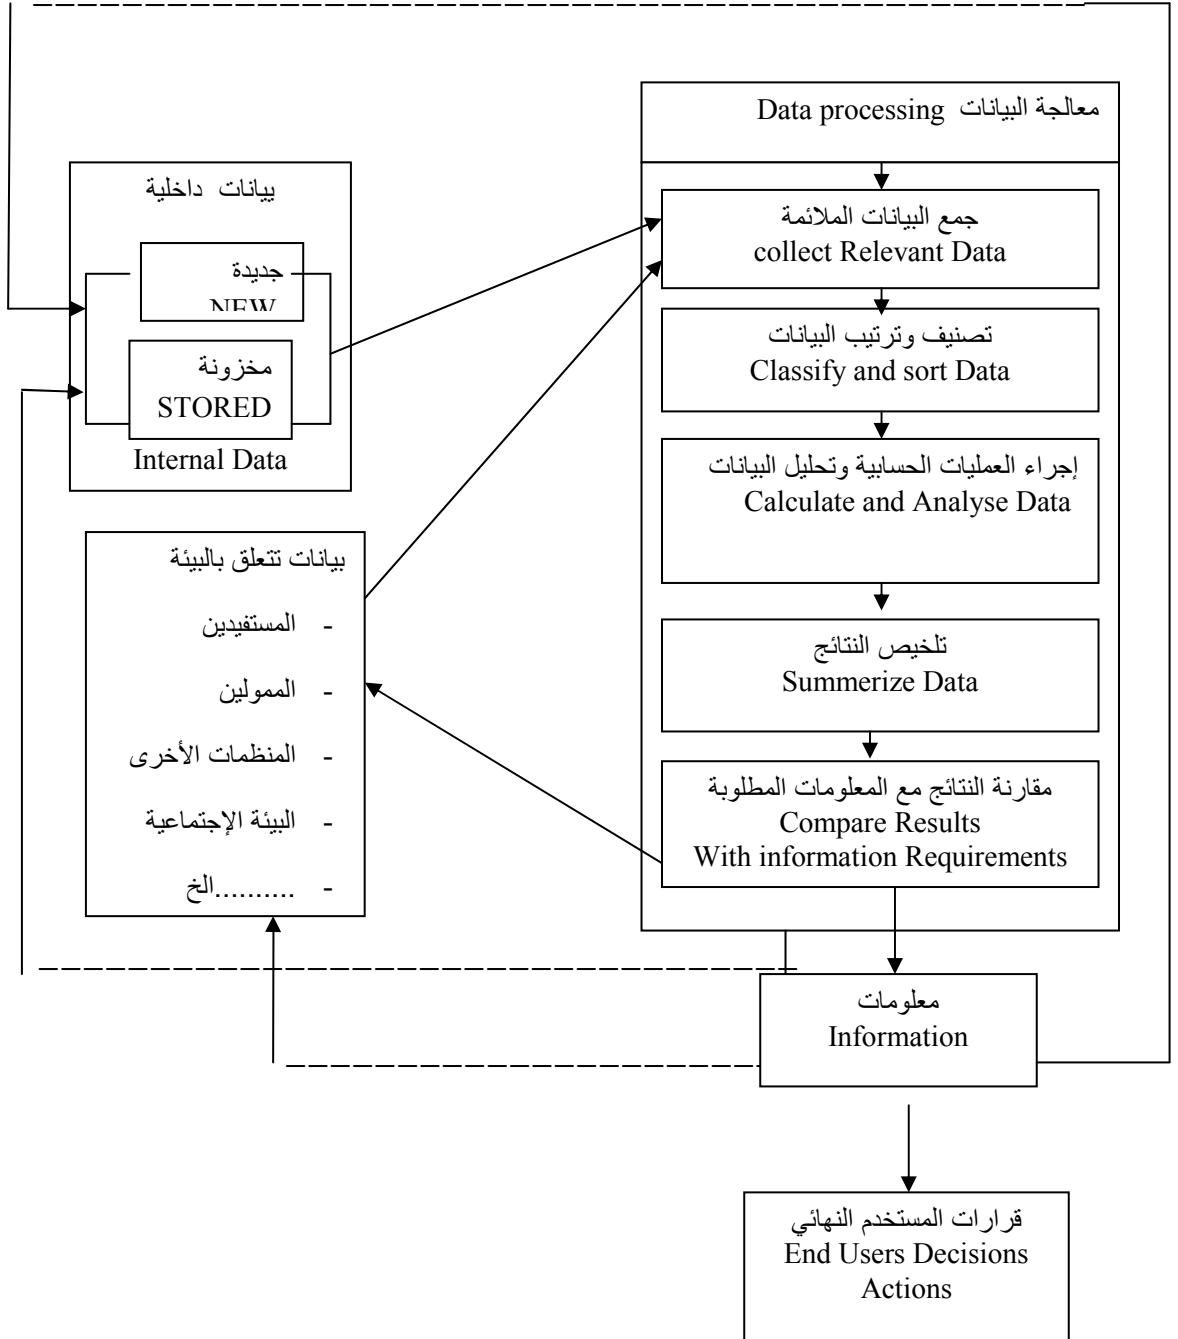 معالجة البيانات Data processing
بيانات داخلية
جديدة
NEW
مخزونة
STORED
Internal Data
جمع البيانات الملائمة
collect Relevant Data
تصنيف وترتيب البيانات
Classify and sort Data
إجراء العمليات الحسابية وتحليل البيانات
Calculate and Analyse Data
تلخيص النتائج
Summerize Data
مقارنة النتائج مع المعلومات المطلوبة
Compare Results
With information Requirements
بيانات تتعلق بالبيئة
- المستفيدين
- الممولين
- المنظمات الأخرى
- البيئة الإجتماعية
- ..........الخ
معلومات
Information
قرارات المستخدم النهائي
End Users Decisions
Actions